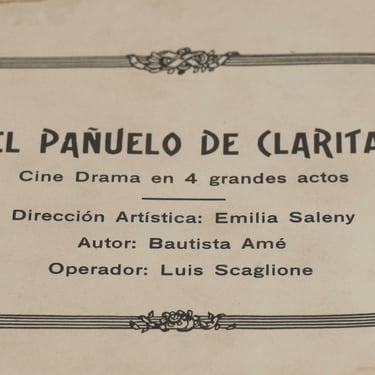 EL PAÑUELO DE CLARITA
Cine Drama en 4 grandes actos
Dirección Artística: Emilia Saleny
Autor: Bautista Amé
Operador: Luis Scaglione